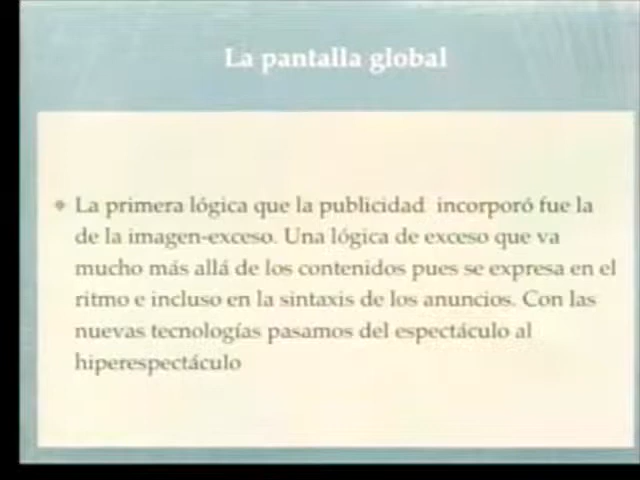 La pantalla global
La primera lógica que la publicidad incorporó fue la
de la imagen-exceso. Una lógica de exceso que va
mucho más allá de los contenidos pues se expresa en el
ritmo e incluso en la sintaxis de los anuncios. Con las
nuevas tecnologías pasamos del espectáculo al
hiperespectáculo